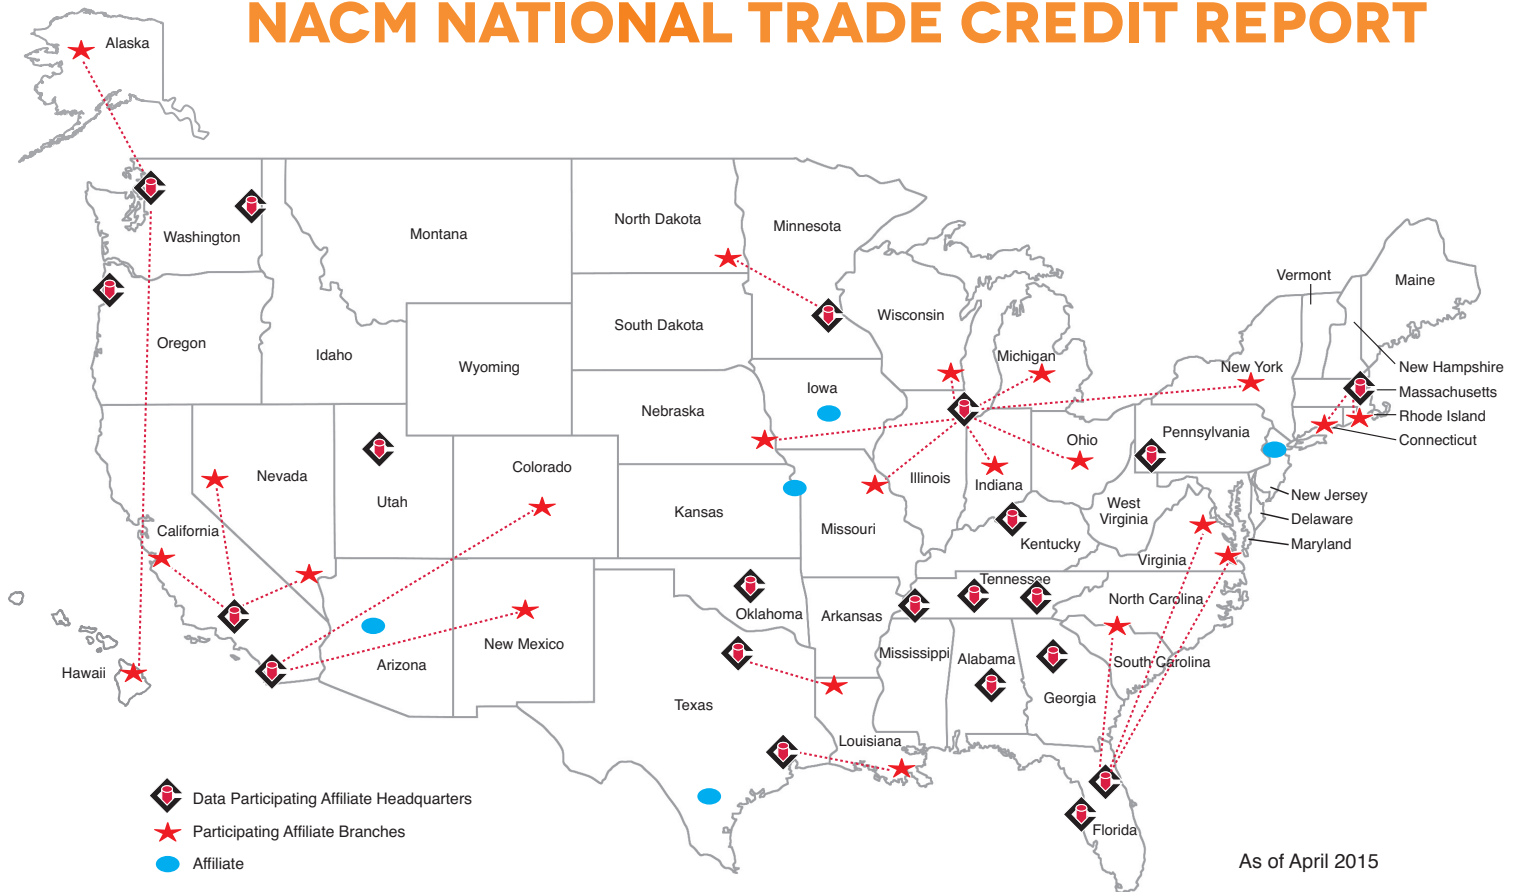 NACM NATIONAL TRADE CREDIT REPORT
Alaska
Washington
Montana
North Dakota
Minnesota
Vermont
Maine
Oregon
Idaho
Wyoming
South Dakota
Wisconsin
Michigan
New York
New Hampshire
Massachusetts
Rhode Island
Connecticut
Nebraska
Iowa
Ohio
Pennsylvania
Nevada
Utah
Colorado
Illinois
Indiana
New Jersey
Delaware
Maryland
California
Kansas
Missouri
West
Virginia
Kentucky
Virginia
Tennessee
North Carolina
Oklahoma
Arkansas
Hawaii
Arizona
New Mexico
Mississippi
Alabama
South Carolina
Georgia
Texas
Louisiana
Florida
Data Participating Affiliate Headquarters
Participating Affiliate Branches
Affiliate
As of April 2015